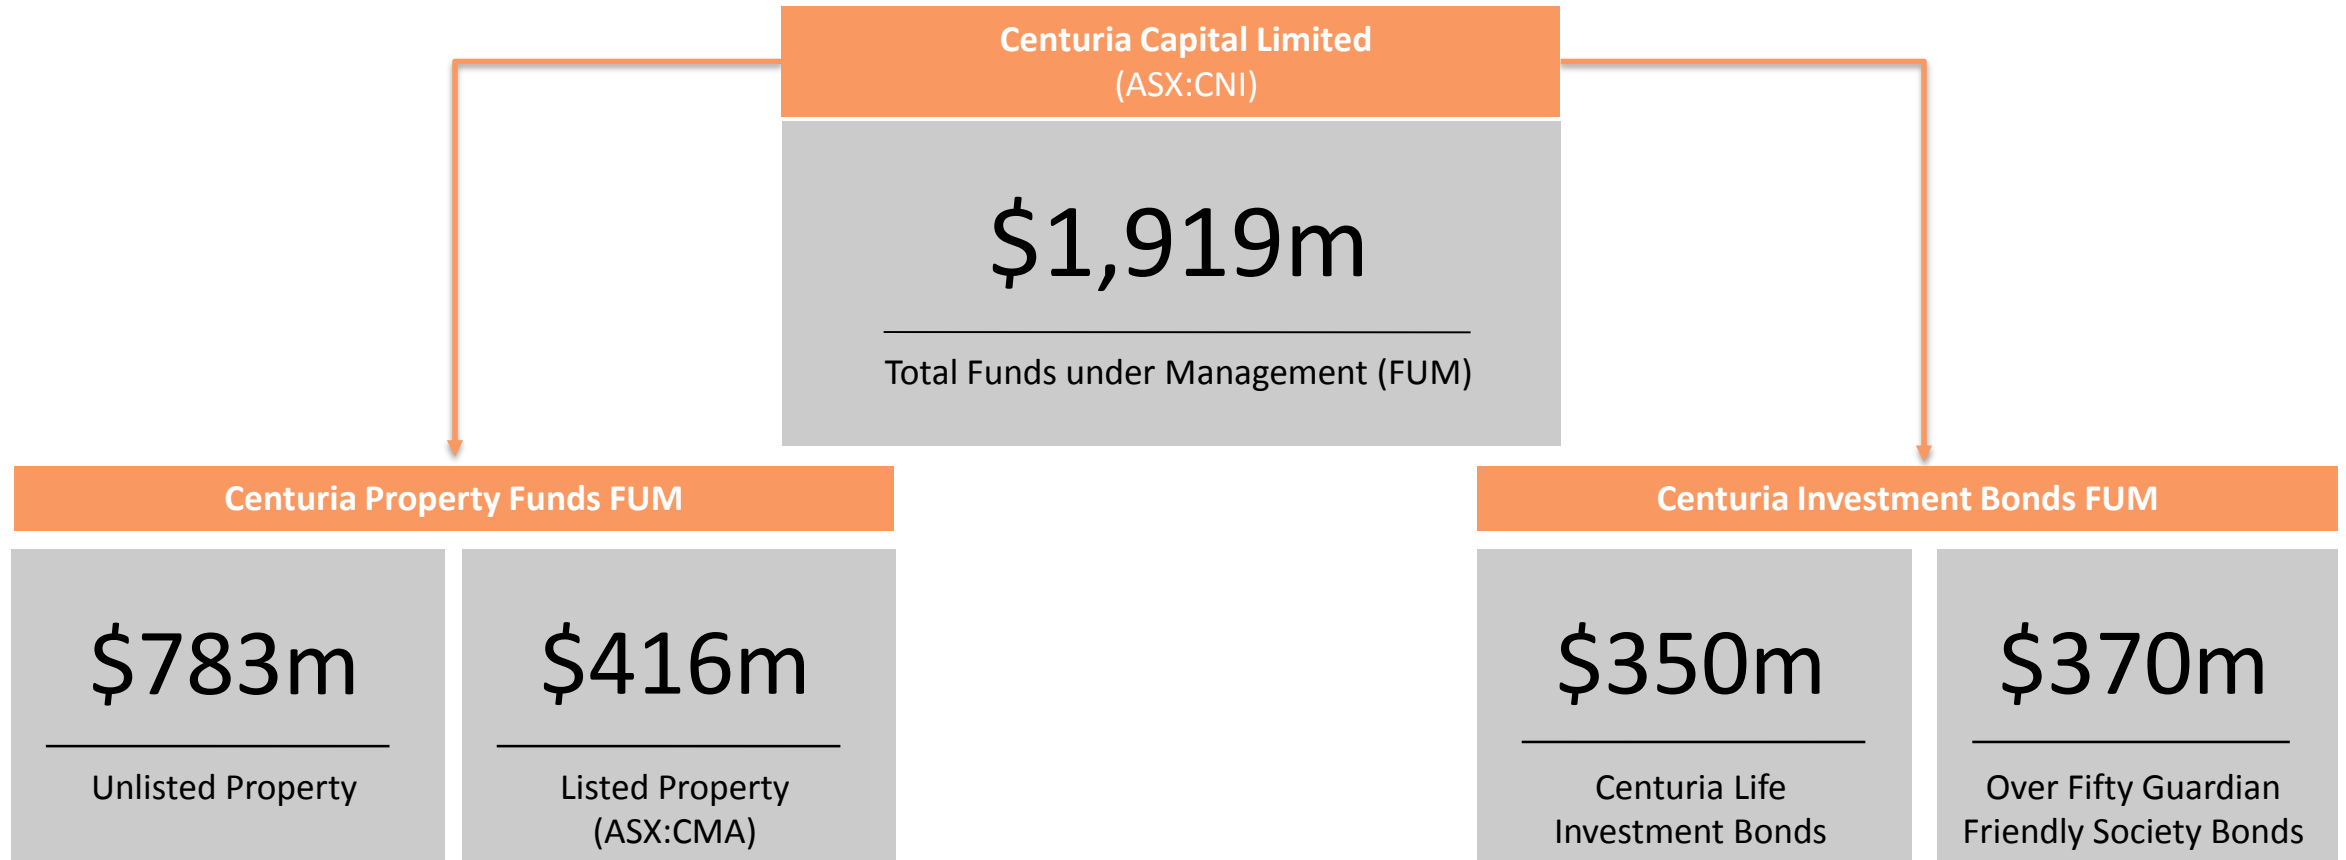 Centuria Capital Limited
(ASX:CNI)
$1,919m
Total Funds under Management (FUM)
Centuria Property Funds FUM
$783m
Unlisted Property
$416m
Listed Property
(ASX:CMA)
Centuria Investment Bonds FUM
$350m
Centuria Life
Investment Bonds
$370m
Over Fifty Guardian
Friendly Society Bonds